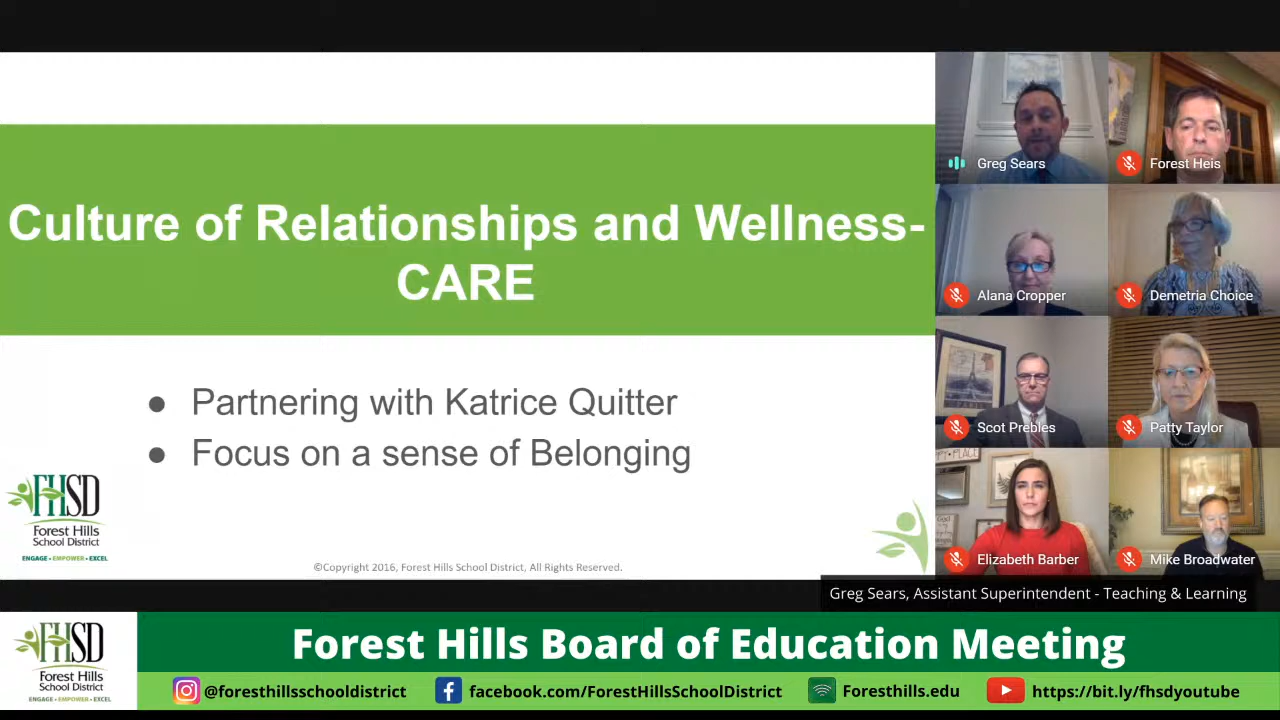 Culture of Relationships and Wellness-
CARE
● Partnering with Katrice Quitter
● Focus on a sense of Belonging
FHSD
Forest Hills
School District
ENGAGE • EMPOWER • EXCEL
©Copyright 2016, Forest Hills School District, All Rights Reserved.
Greg Sears
Forest Heis
Alana Cropper
Demetria Choice
PARIS
Scot Prebles
Patty Taylor
Elizabeth Barber
Mike Broadwater
Greg Sears, Assistant Superintendent - Teaching & Learning
FHSD
Forest Hills
School District
ENGAGE • EMPOWER • EXCEL
Forest Hills Board of Education Meeting
@foresthillsschooldistrict
facebook.com/ForestHillsSchoolDistrict
Foresthills.edu
https://bit.ly/fhsdyoutube